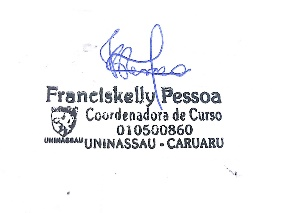 Franciskelly Pessoa
Coordenadora de Curso
010500860
UNINASSAU
UNINASSAU - CARUARU